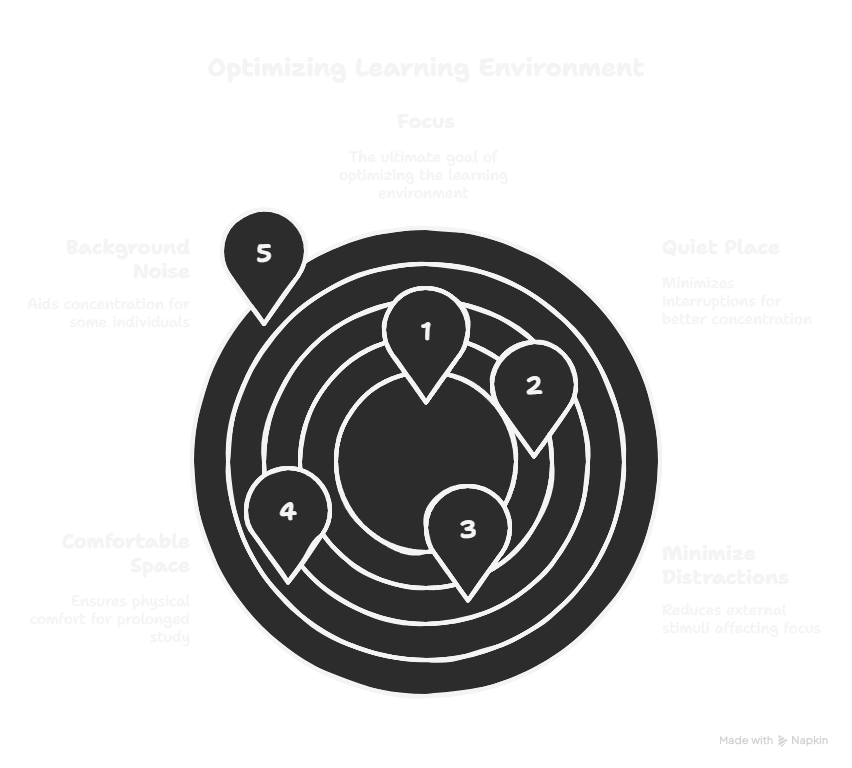 Optimizing Learning Environment
Focus
The ultimate goal of
optimizing the learning
environment
5
Background
Noise
Aids concentration for
some individuals
Quiet Place
Minimizes
interruptions for
better concentration
1
2
4
3
Comfortable
Space
Ensures physical
comfort for prolonged
study
Minimize
Distractions
Reduces external
stimuli affecting focus
Made with Napkin